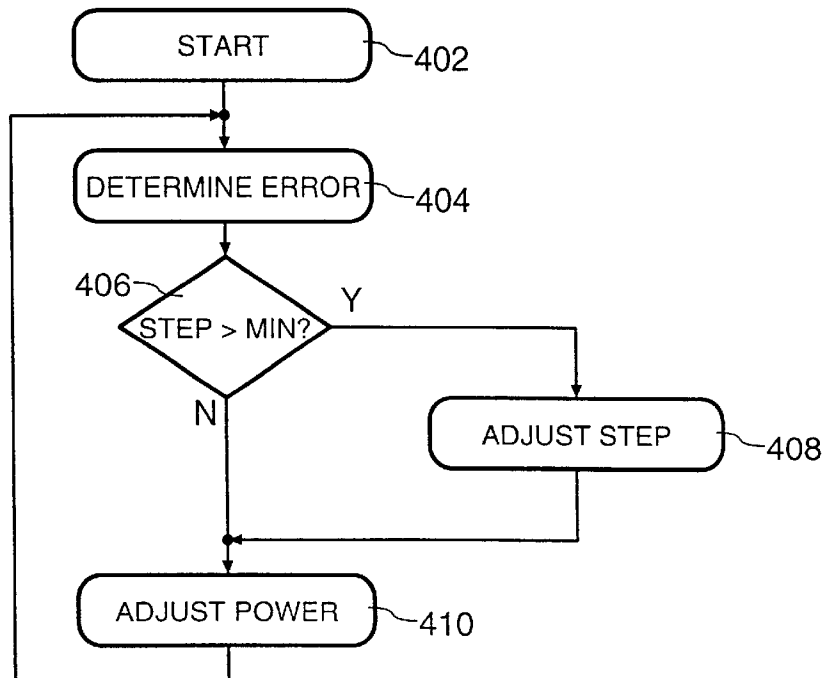 START
402
DETERMINE ERROR
404
406
STEP > MIN?
Y
N
ADJUST STEP
408
ADJUST POWER
410